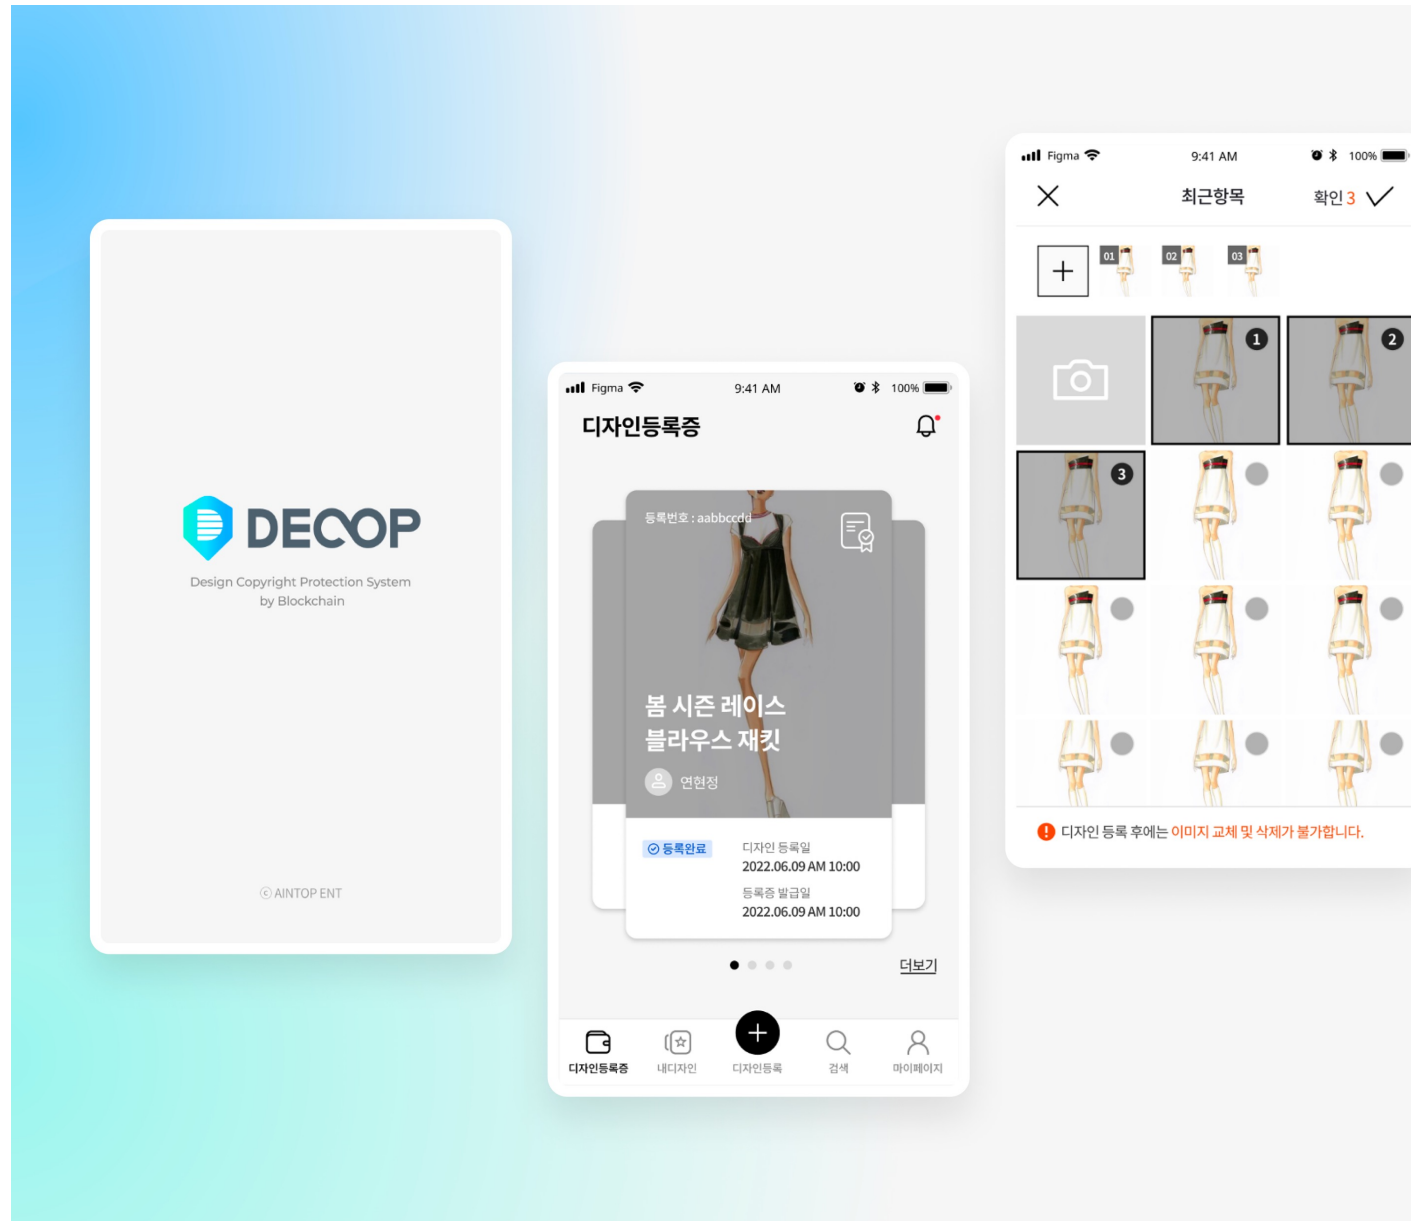 DECOOP
Design Copyright Protection System
by Blockchain
ⓒ AINTOP ENT
Figma
9:41 AM
100%
디자인등록증
등록번호 : aabbccdd
봄 시즌 레이스
블라우스 재킷
연현정
등록완료
디자인 등록일
2022.06.09 AM 10:00
등록증 발급일
2022.06.09 AM 10:00
더보기
디자인등록증
내디자인
디자인등록
검색
마이페이지
Figma
9:41 AM
100%
최근항목
확인 3
01
02
03
1
2
3
디자인 등록 후에는 이미지 교체 및 삭제가 불가합니다.